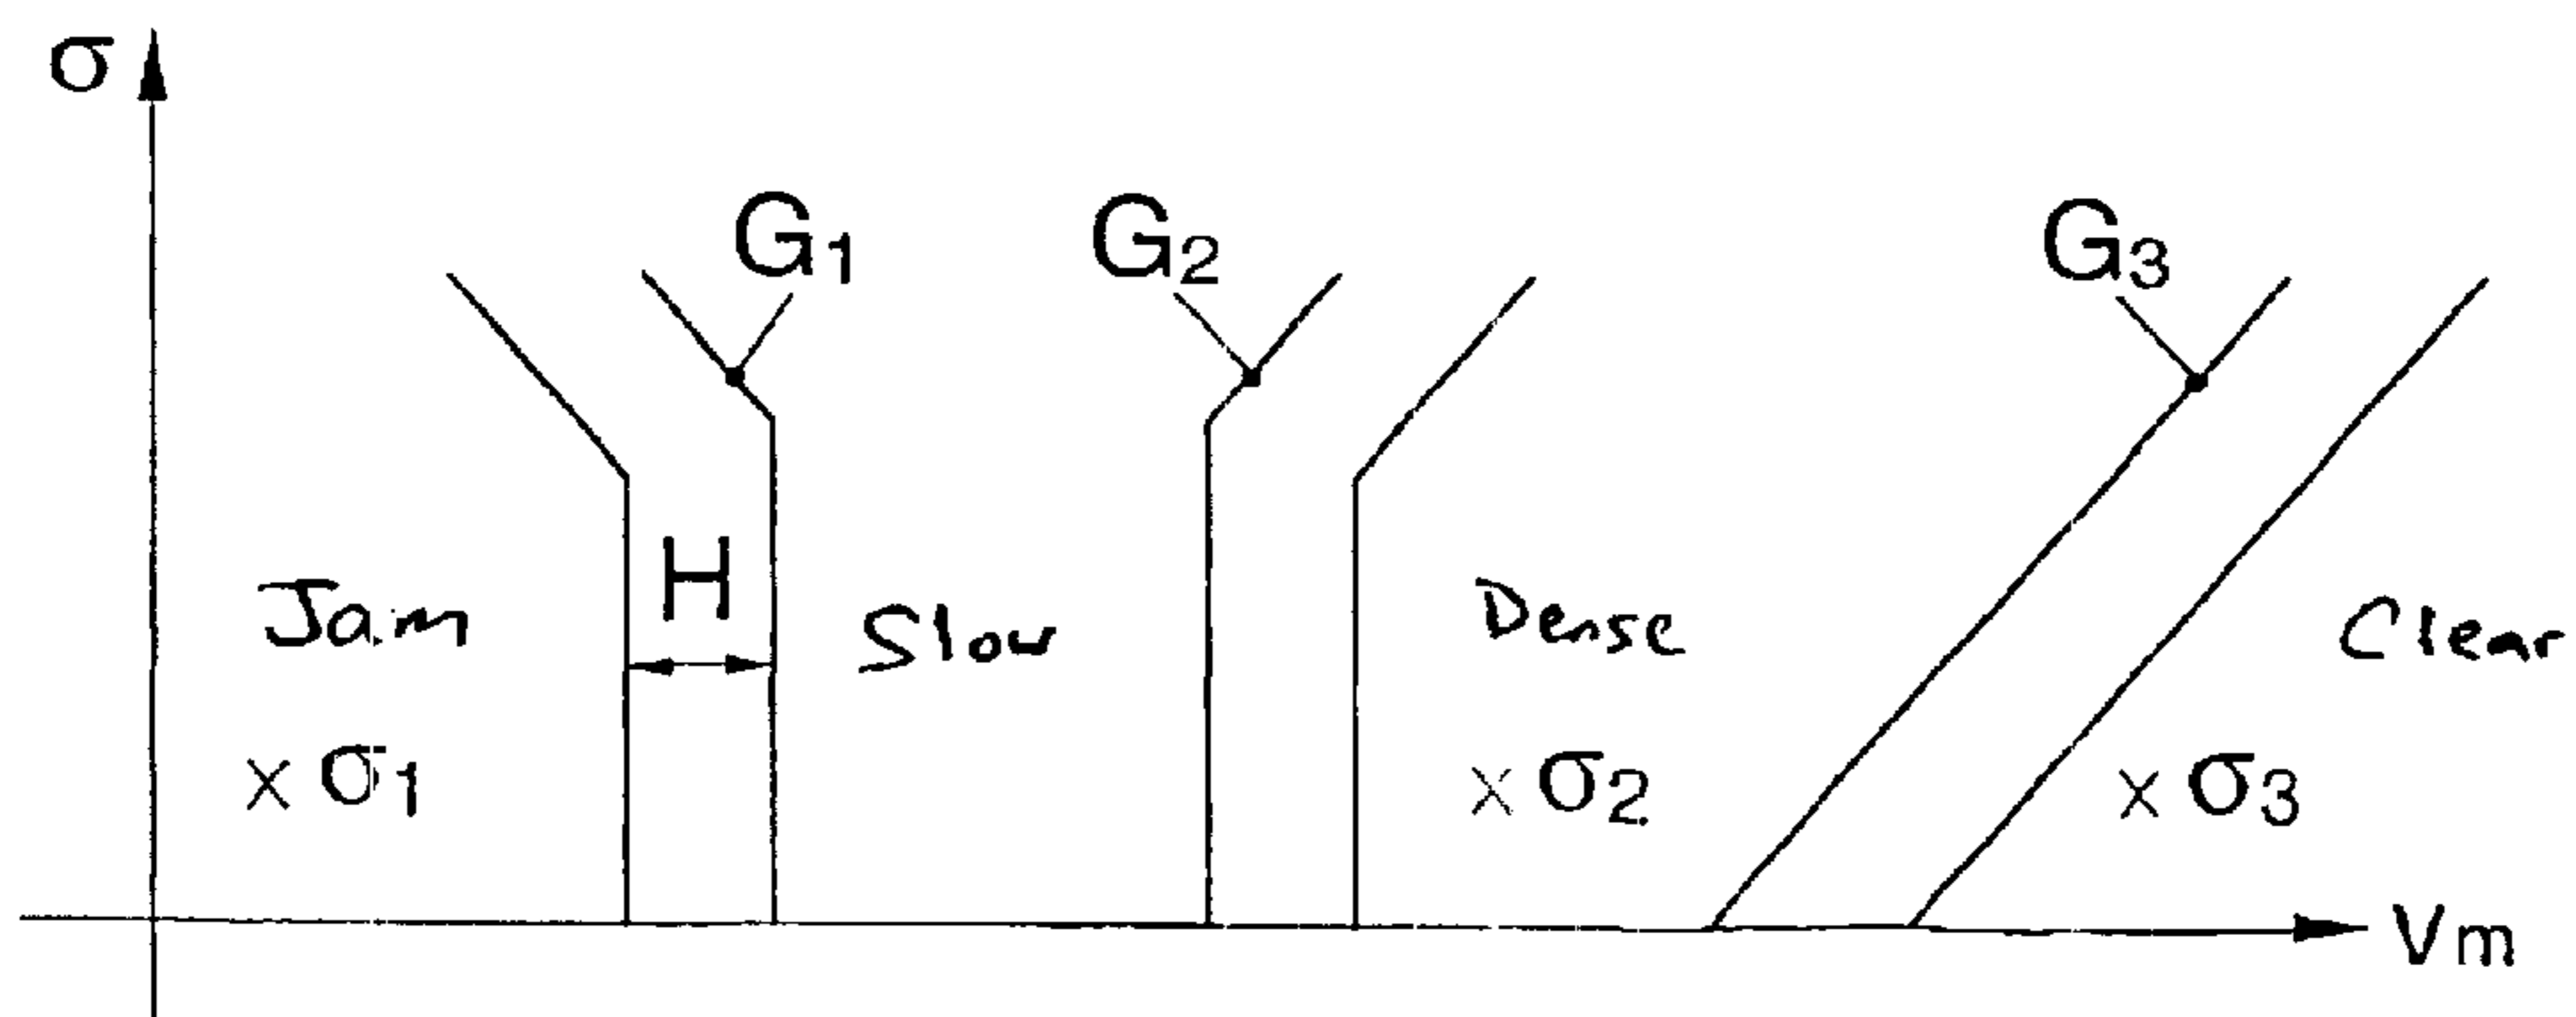 σ
G1 G2 G3
H
Jam Slow Dense Clear
× σ1 × σ2 × σ3
Vm